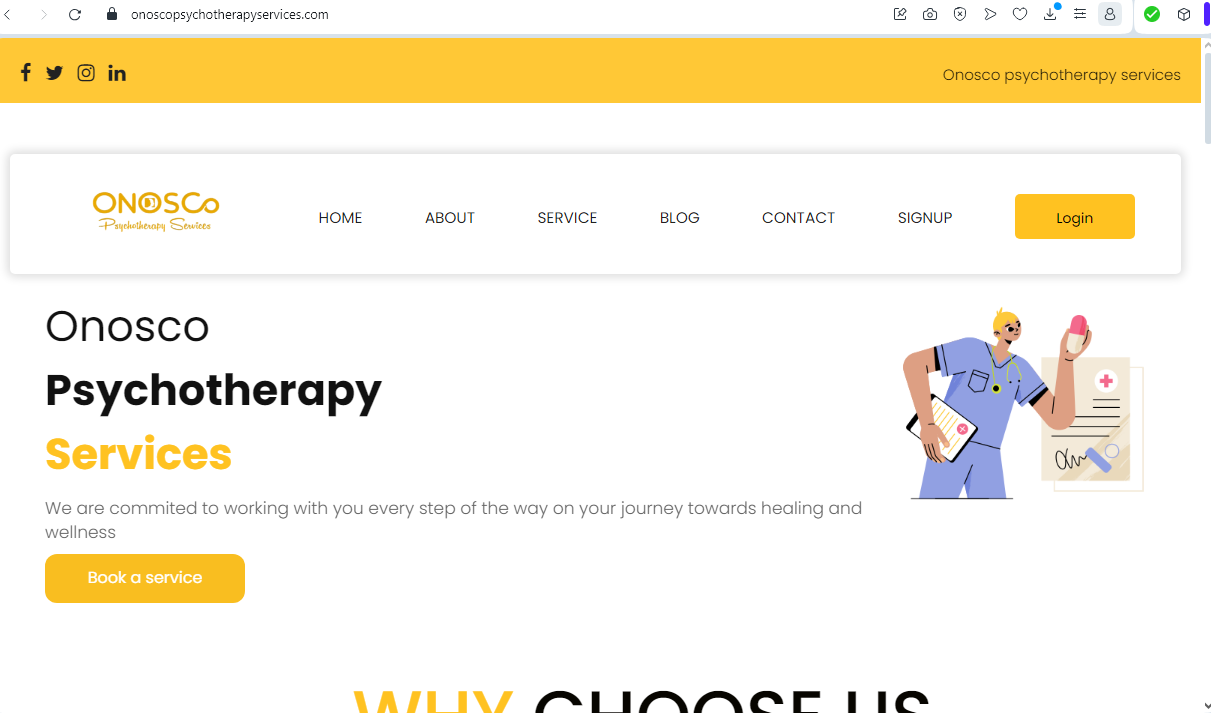 onoscopsychotherapyservices.com
Onosco psychotherapy services
ONOSCo
Psychotherapy Services
HOME ABOUT SERVICE BLOG CONTACT SIGNUP Login
Onosco
Psychotherapy
Services
We are commited to working with you every step of the way on your journey towards healing and
wellness
Book a service
WHY CHOOSE US